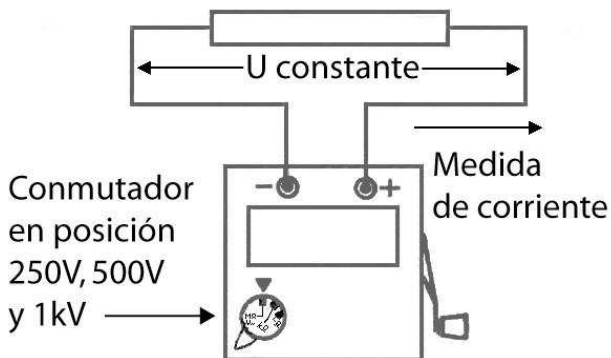 U constante
Medida
de corriente
Conmutador
en posición
250V, 500V
y 1kV
- +